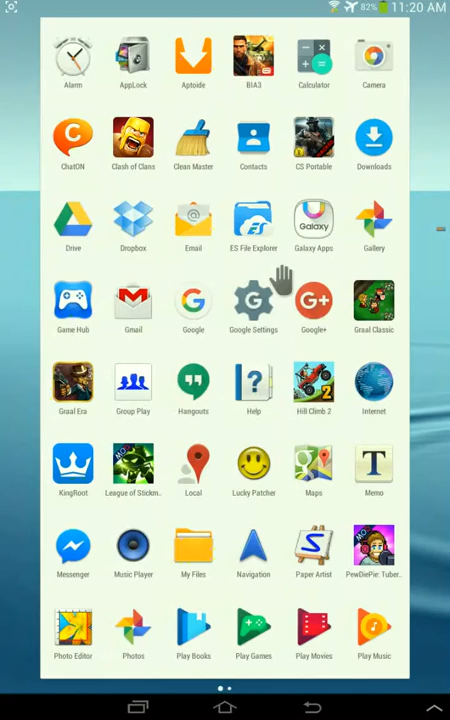 82% 11:20 AM
Alarm AppLock Aptoide BIA3 Calculator Camera
ChatON Clash of Clans Clean Master Contacts CS Portable Downloads
Galaxy
Drive Dropbox Email ES File Explorer Galaxy Apps Gallery
Game Hub Gmail Google Google Settings Google+ Graal Classic
Graal Era Group Play Hangouts Help Hill Climb 2 Internet
KingRoot League of Stickm.. Local Lucky Patcher Maps Memo
Messenger Music Player My Files Navigation Paper Artist PewDiePie: Tuber..
Photo Editor Photos Play Books Play Games Play Movies Play Music